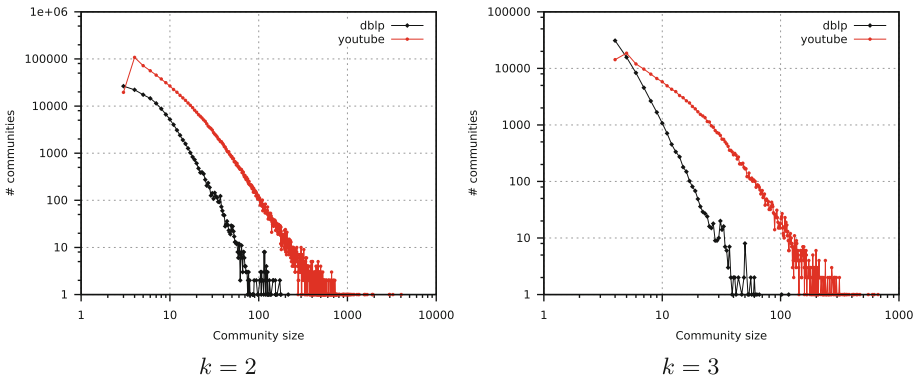 1e+06
100000
10000
1000
100
10
1
# communities
dblp
youtube
1 10 100 1000 10000
Community size
k = 2
100000
10000
1000
100
10
1
# communities
dblp
youtube
1 10 100 1000
Community size
k = 3